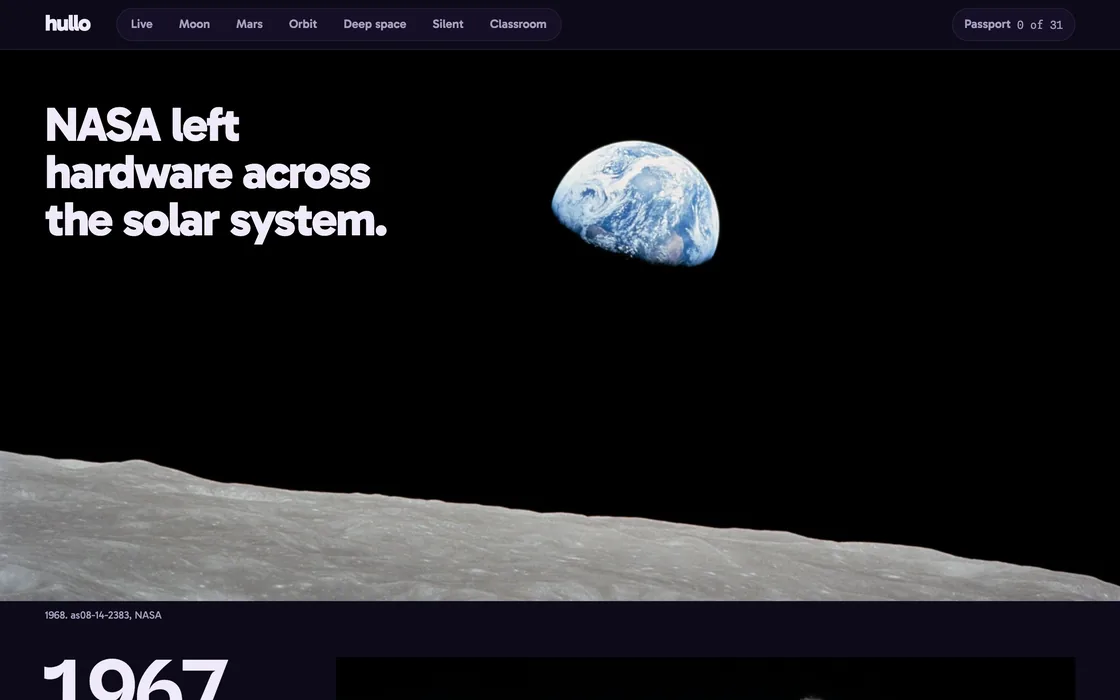 hullo
Live Moon Mars Orbit Deep space Silent Classroom
Passport 0 of 31
NASA left
hardware across
the solar system.
1968. as08-14-2383, NASA
1967